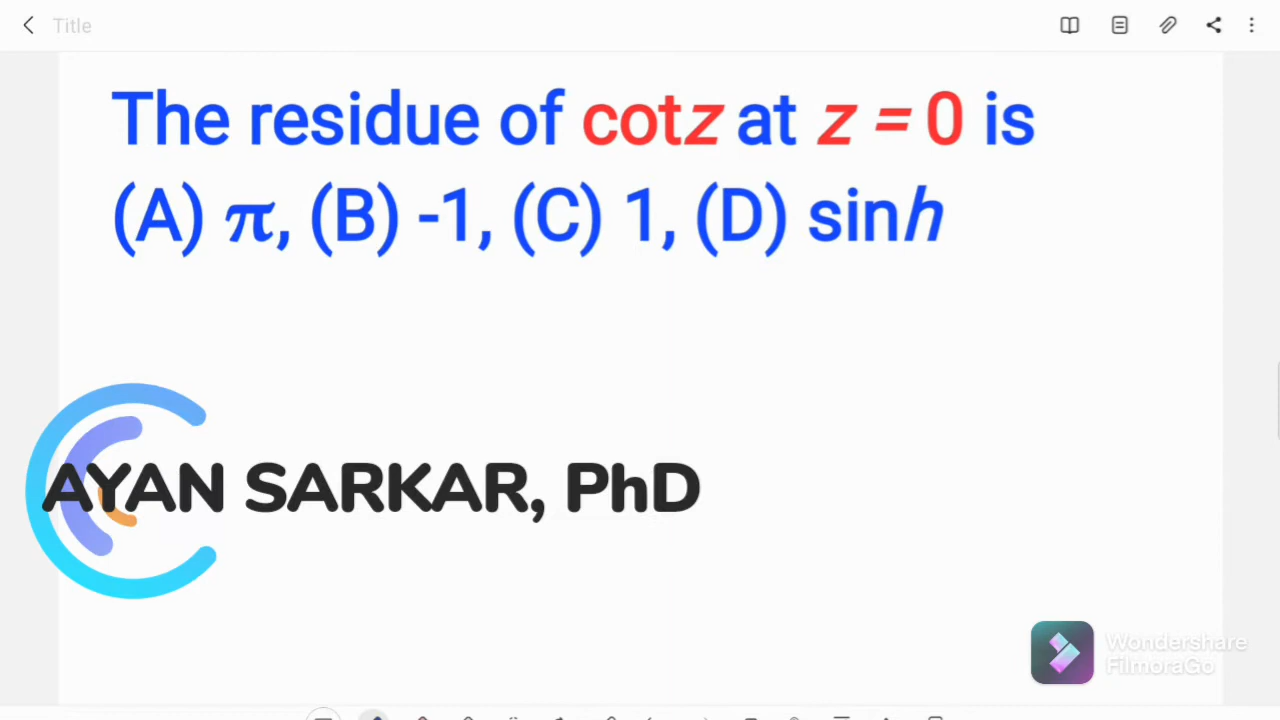 Title
The residue of cotz at z = 0 is
(A) π, (B) -1, (C) 1, (D) sinh
AYAN SARKAR, PhD
Wondershare
FilmoraGo